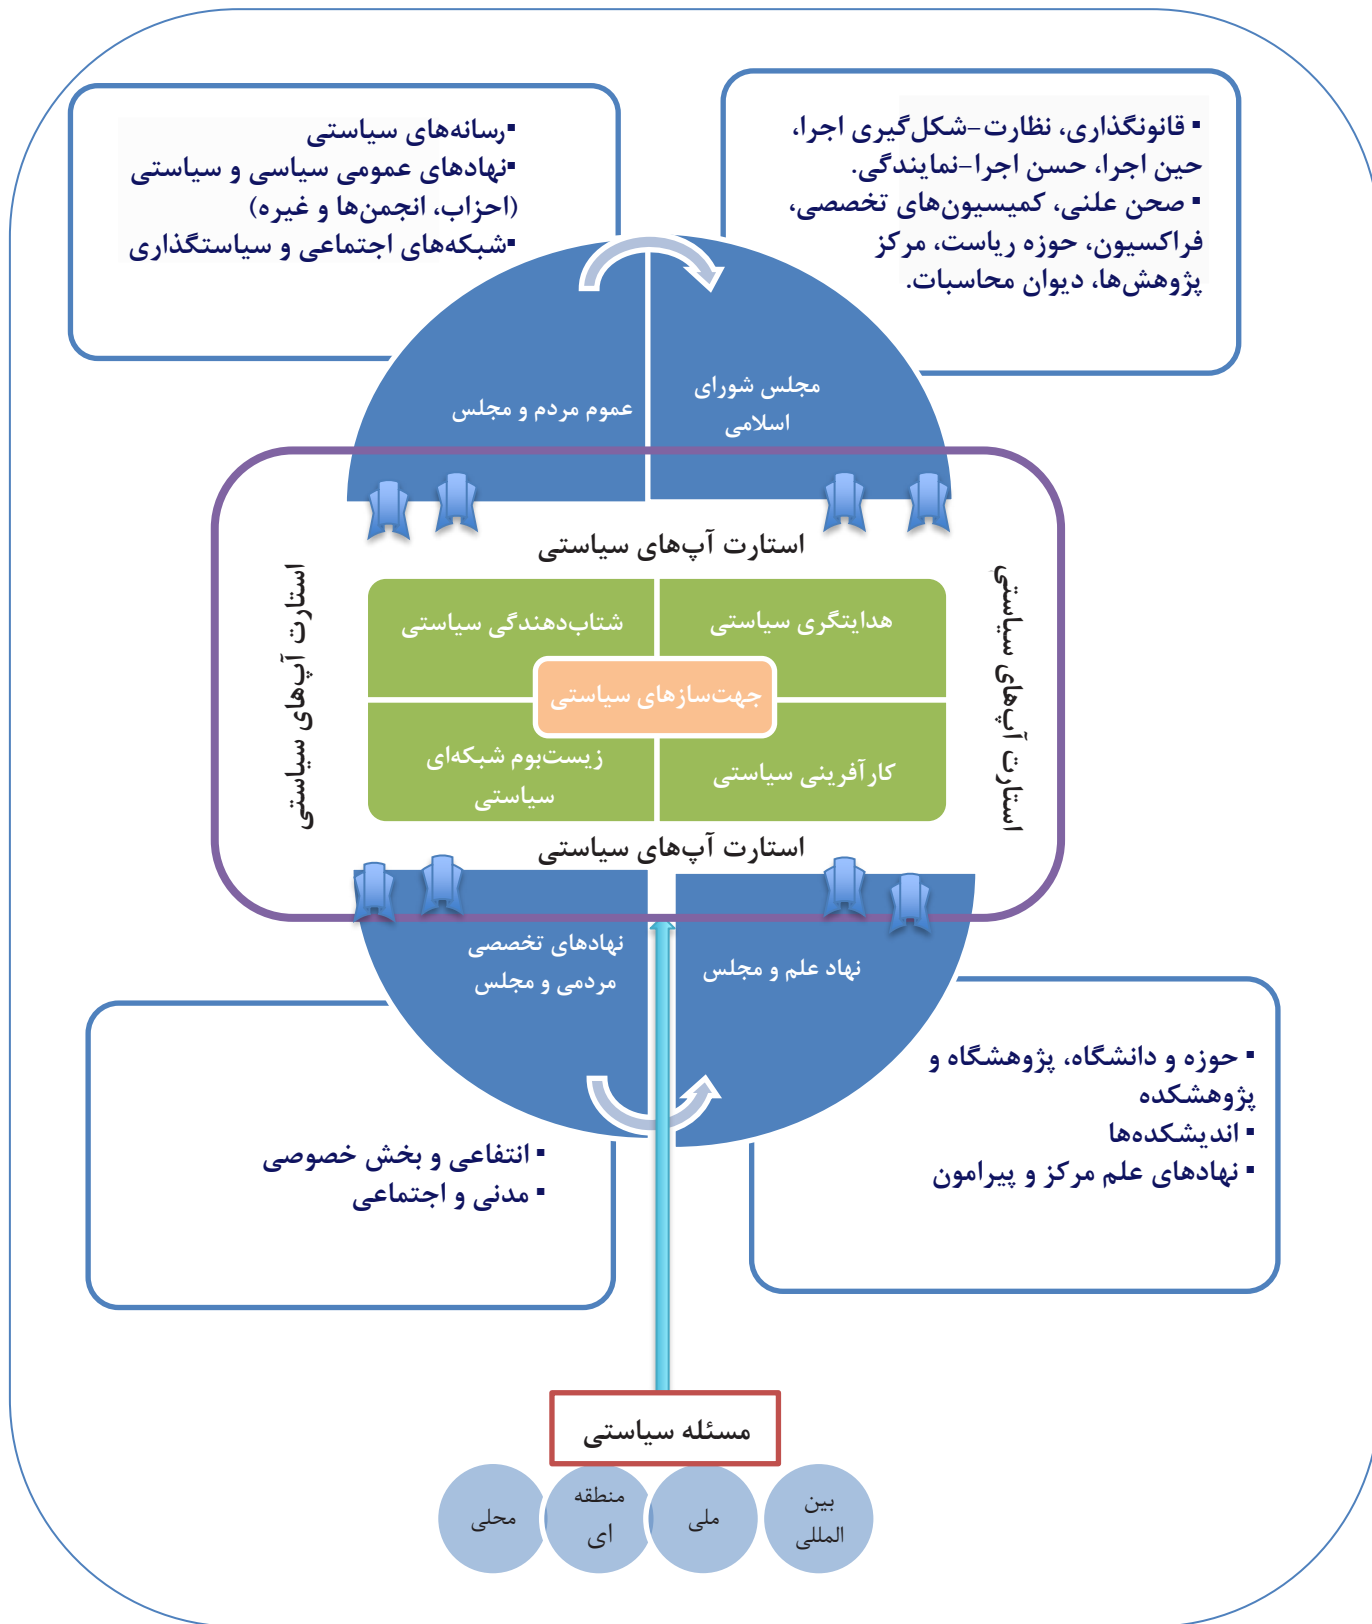 ▪ قانونگذاری، نظارت-شکل‌گیری اجرا،
حین اجرا، حسن اجرا-نمایندگی.
▪ صحن علنی، کمیسیون‌های تخصصی،
فراکسیون، حوزه ریاست، مرکز
پژوهش‌ها، دیوان محاسبات.
▪رسانه‌های سیاستی
▪نهادهای عمومی سیاسی و سیاستی
(احزاب، انجمن‌ها و غیره)
▪شبکه‌های اجتماعی و سیاستگذاری
مجلس شورای
اسلامی
عموم مردم و مجلس
استارت آپ‌های سیاستی
استارت آپ‌های سیاستی
هدایتگری سیاستی
شتاب‌دهندگی سیاستی
جهت‌سازهای سیاستی
کارآفرینی سیاستی
زیست‌بوم شبکه‌ای
سیاستی
استارت آپ‌های سیاستی
استارت آپ‌های سیاستی
نهاد علم و مجلس
نهادهای تخصصی
مردمی و مجلس
▪ حوزه و دانشگاه، پژوهشگاه و
پژوهشکده
▪ اندیشکده‌ها
▪ نهادهای علم مرکز و پیرامون
▪ انتفاعی و بخش خصوصی
▪ مدنی و اجتماعی
مسئله سیاستی
بین
المللی
ملی
منطقه
ای
محلی